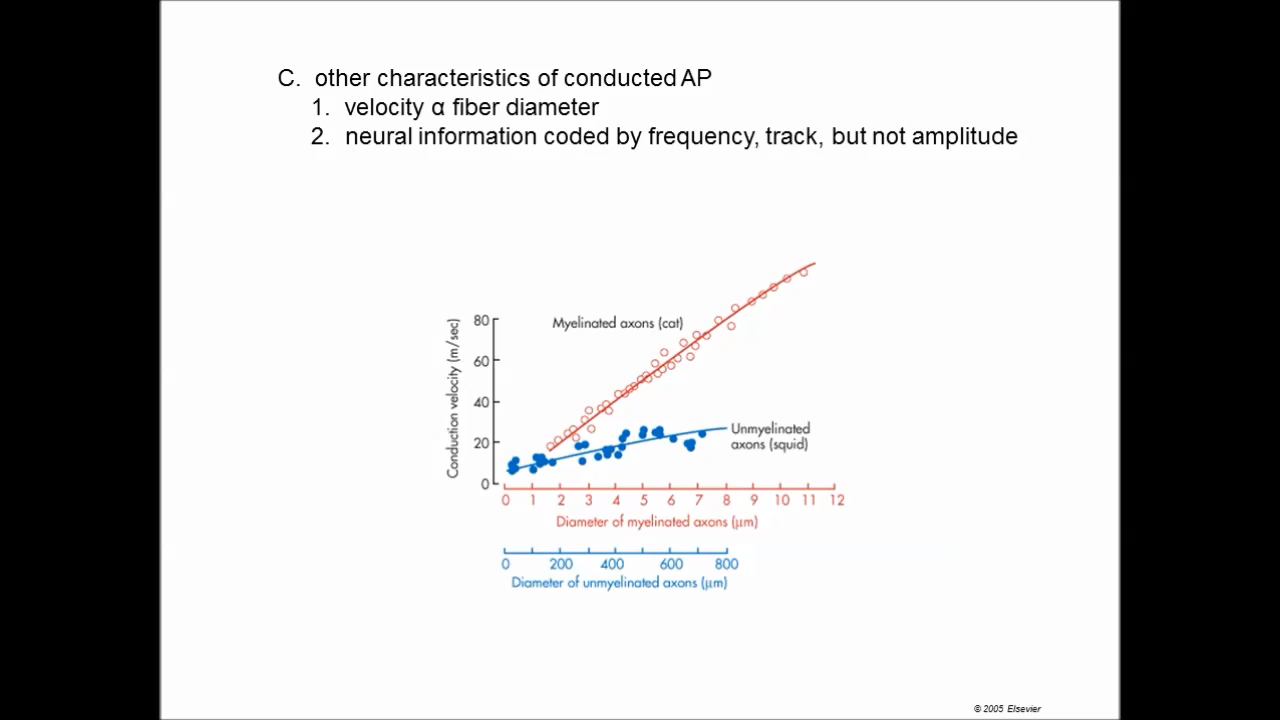 C. other characteristics of conducted AP
1. velocity α fiber diameter
2. neural information coded by frequency, track, but not amplitude
Myelinated axons (cat)
Conduction velocity (m/sec)
80
60
40
20
0
Unmyelinated
axons (squid)
0 1 2 3 4 5 6 7 8 9 10 11 12
Diameter of myelinated axons (μm)
0 200 400 600 800
Diameter of unmyelinated axons (μm)
© 2005 Elsevier